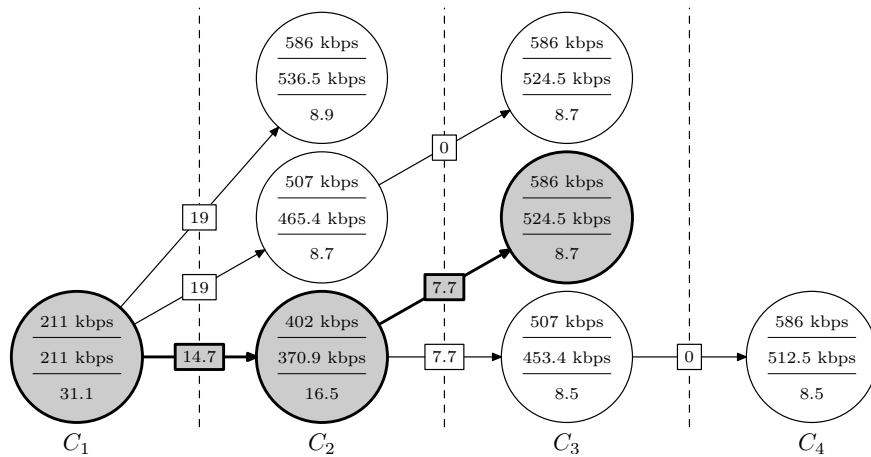 586 kbps
536.5 kbps
8.9
586 kbps
524.5 kbps
8.7
0
507 kbps
465.4 kbps
8.7
586 kbps
524.5 kbps
8.7
19
19
7.7
211 kbps
211 kbps
31.1
14.7
402 kbps
370.9 kbps
16.5
7.7
507 kbps
453.4 kbps
8.5
0
586 kbps
512.5 kbps
8.5
C1 C2 C3 C4